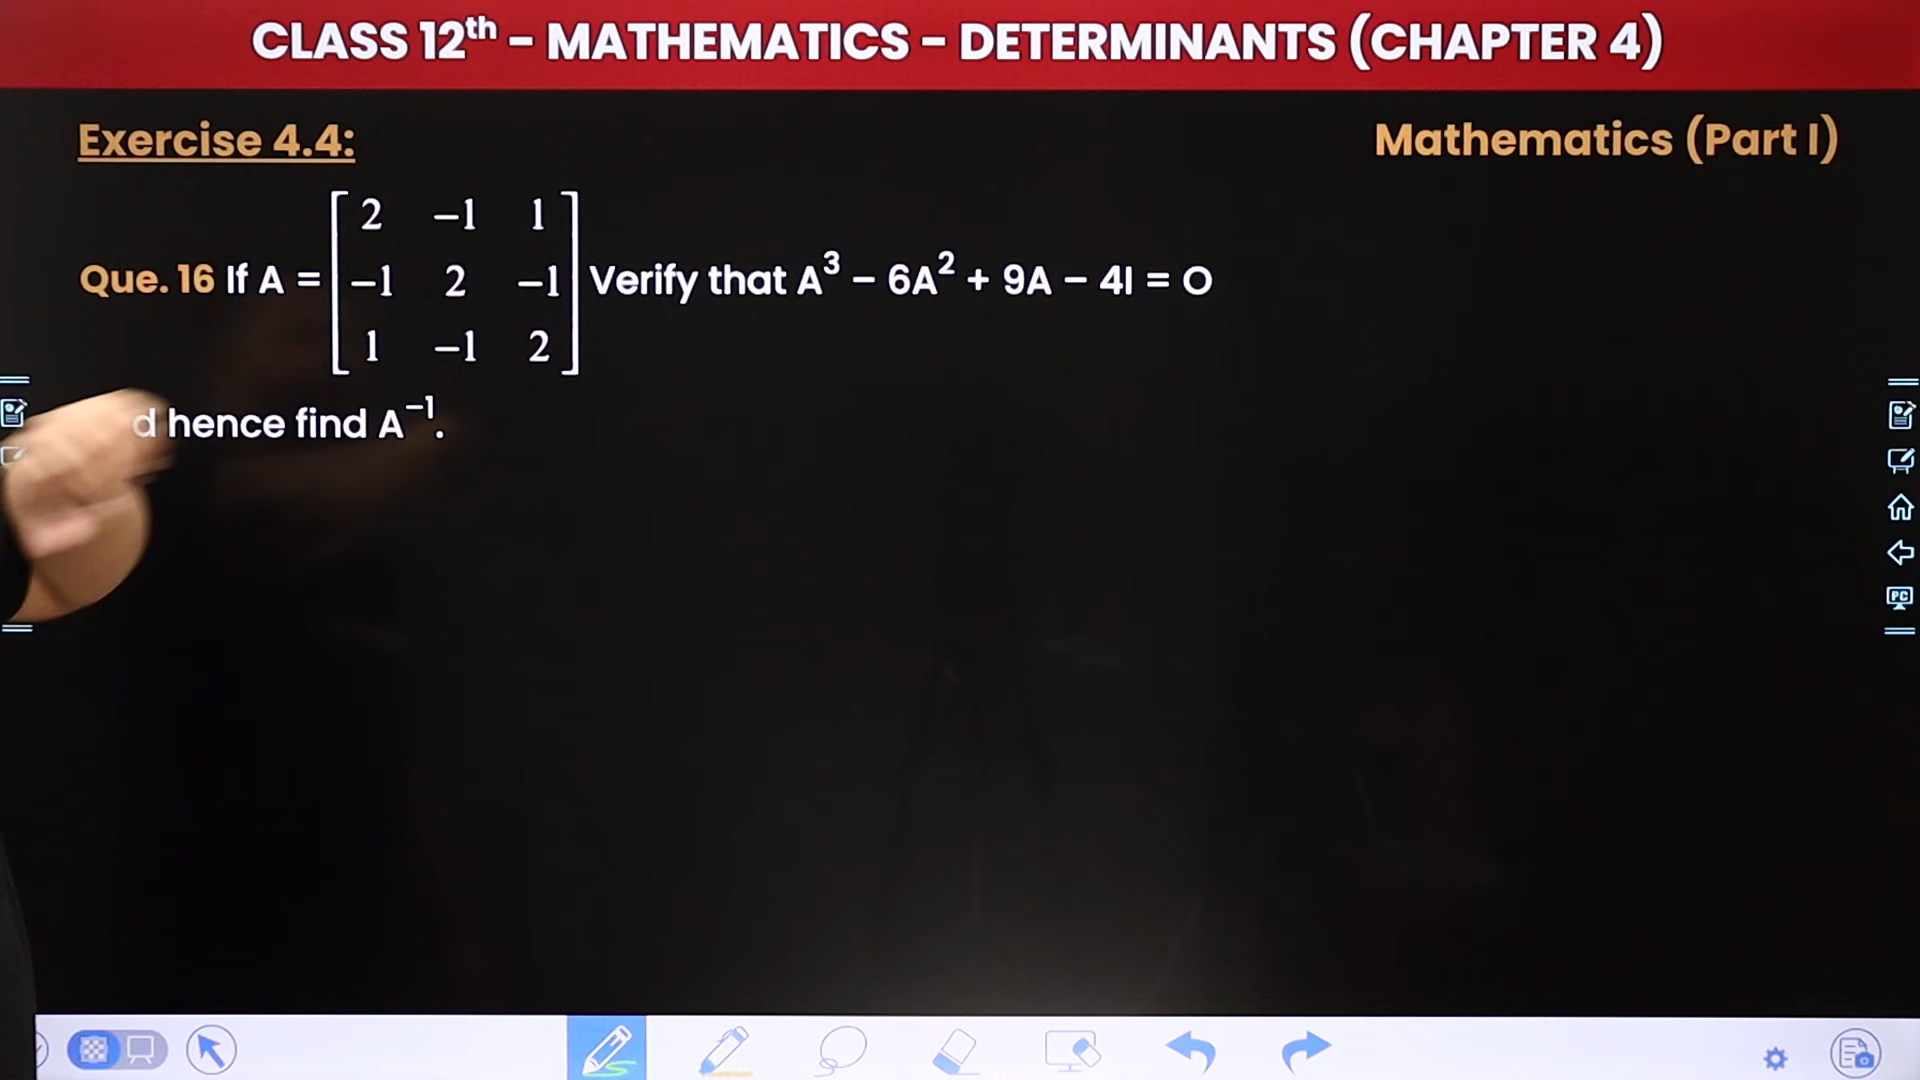 CLASS 12th - MATHEMATICS - DETERMINANTS (CHAPTER 4)
Exercise 4.4:
Mathematics (Part I)
2 −1 1
Que. 16 If A = −1 2 −1 Verify that A³ − 6A² + 9A − 4I = O
1 −1 2
d hence find A⁻¹.
PC